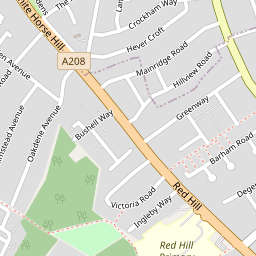 Crockham Way
Hever Croft
Mainridge Road
Horse Hill
A208
Hillview Road
Greenway
Bushell Way
Oakdene Avenue
Avenue
Barham Road
Red Hill
Victoria Road
Ingleby Way
Red Hill